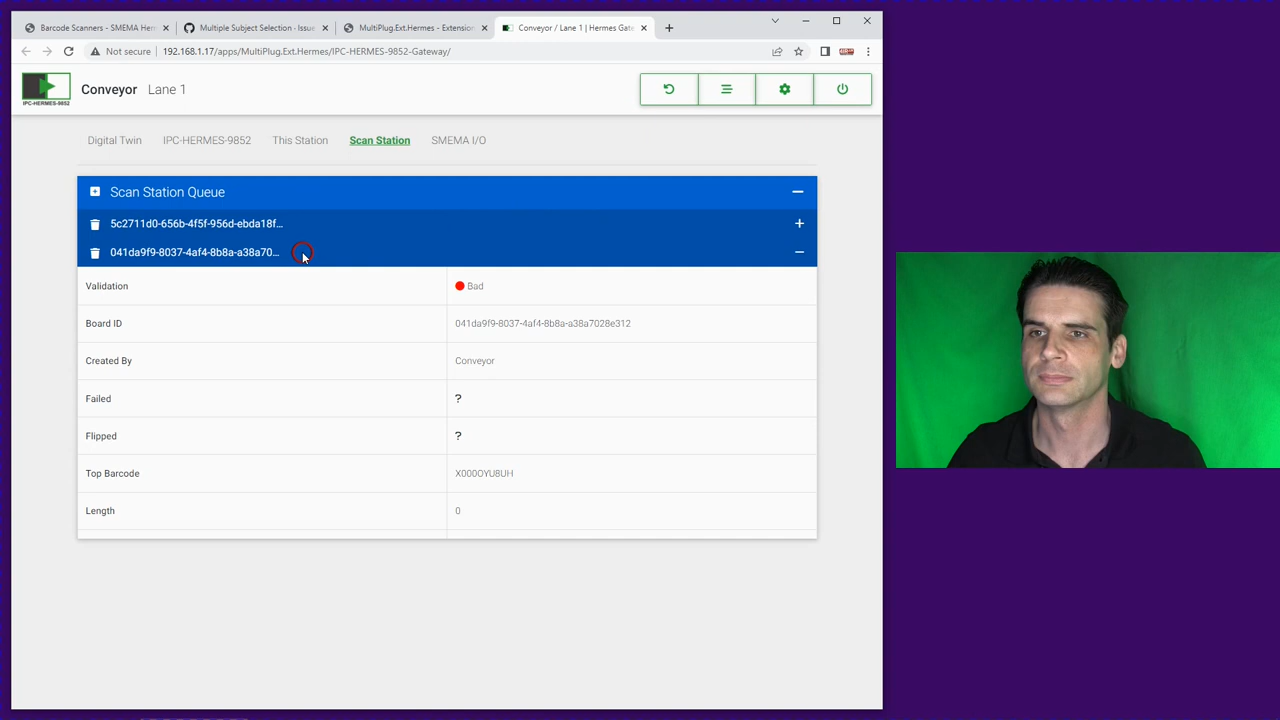 Barcode Scanners - SMEMA Her
Multiple Subject Selection · Issu
MultiPlug.Ext.Hermes - Extension
Conveyor / Lane 1 | Hermes Gate
Not secure | 192.168.1.17/apps/MultiPlug.Ext.Hermes/IPC-HERMES-9852-Gateway/
IPC-HERMES-9852
Conveyor Lane 1
Digital Twin IPC-HERMES-9852 This Station Scan Station SMEMA I/O
Scan Station Queue
5c2711d0-656b-4f5f-956d-ebda18f...
041da9f9-8037-4af4-8b8a-a38a70...
Validation Bad
Board ID 041da9f9-8037-4af4-8b8a-a38a7028e312
Created By Conveyor
Failed ?
Flipped ?
Top Barcode X000OYU8UH
Length 0